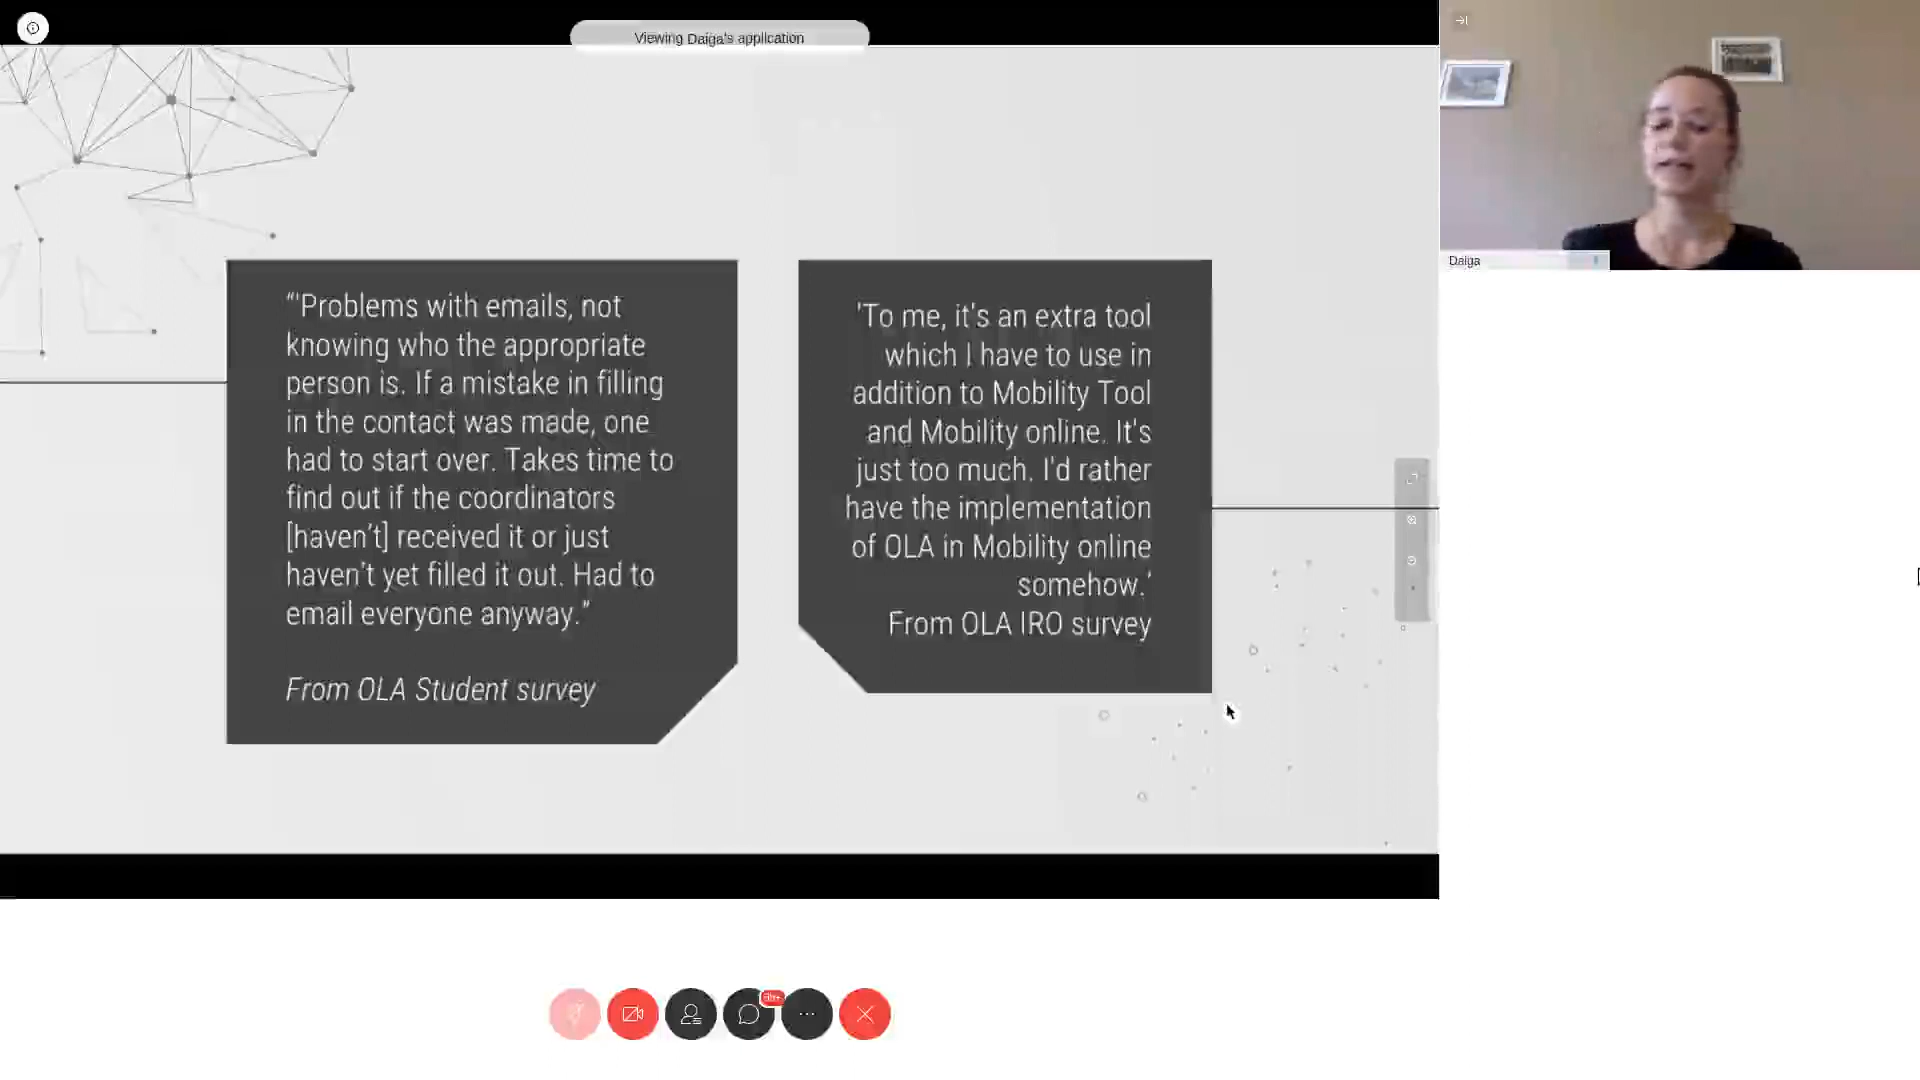 Viewing Daiga's application
“'Problems with emails, not
knowing who the appropriate
person is. If a mistake in filling
in the contact was made, one
had to start over. Takes time to
find out if the coordinators
[haven’t] received it or just
haven’t yet filled it out. Had to
email everyone anyway.”
From OLA Student survey
'To me, it's an extra tool
which I have to use in
addition to Mobility Tool
and Mobility online. It's
just too much. I'd rather
have the implementation
of OLA in Mobility online
somehow.'
From OLA IRO survey
Daiga